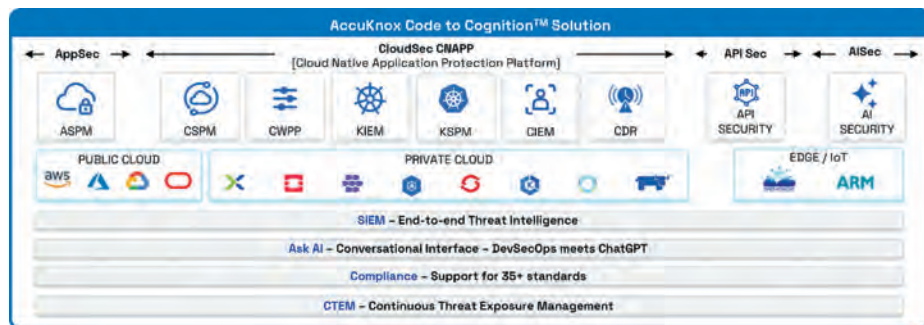 AccuKnox Code to Cognition™ Solution
AppSec
CloudSec CNAPP
[Cloud Native Application Protection Platform]
API Sec
AISec
ASPM
CSPM
CWPP
KIEM
KSPM
CIEM
CDR
API
API
SECURITY
AI
SECURITY
PUBLIC CLOUD
PRIVATE CLOUD
EDGE / IoT
aws
ARM
SIEM – End-to-end Threat Intelligence
Ask AI – Conversational Interface – DevSecOps meets ChatGPT
Compliance – Support for 35+ standards
CTEM – Continuous Threat Exposure Management